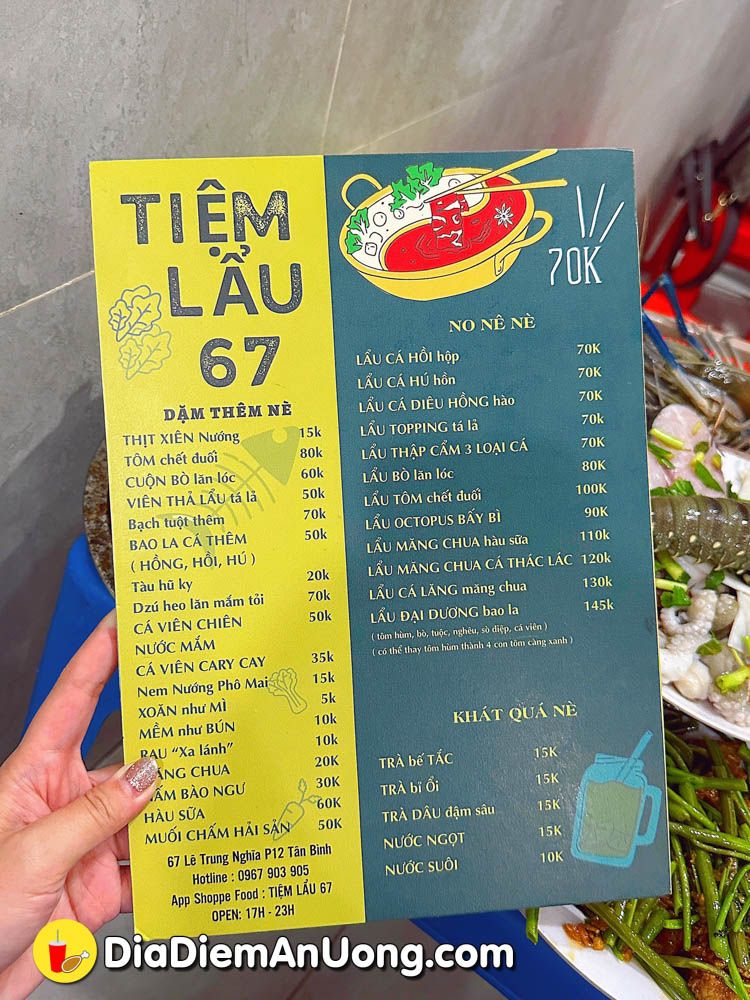 TIỆM
LẨU
67
DẶM THÊM NÈ
THỊT XIÊN Nướng 15k
TÔM chết đuối 80k
CUỘN BÒ lăn lóc 60k
VIÊN THẢ LẨU tá lả 50k
Bạch tuột thêm 70k
BAO LA CÁ THÊM 50k
( HỒNG, HỒI, HÚ )
Tàu hũ ky 20k
Dzú heo lăn mắm tỏi 70k
CÁ VIÊN CHIÊN 50k
NƯỚC MẮM
CÁ VIÊN CARY CAY 35k
Nem Nướng Phô Mai 15k
XOĂN như MÌ 5k
MỀM như BÚN 10k
RAU “Xa lánh” 10k
MĂNG CHUA 20K
NẤM BÀO NGƯ 30K
HÀU SỮA 60K
MUỐI CHẤM HẢI SẢN 50K
67 Lê Trung Nghĩa P12 Tân Bình
Hotline : 0967 903 905
App Shoppe Food : TIỆM LẨU 67
OPEN: 17H - 23H
70K
NO NÊ NÈ
LẨU CÁ HỒI hộp 70K
LẨU CÁ HÚ hồn 70K
LẨU CÁ DIÊU HỒNG hào 70K
LẨU TOPPING tá lả 70k
LẨU THẬP CẨM 3 LOẠI CÁ 70K
LẨU BÒ lăn lóc 80K
LẨU TÔM chết đuối 100K
LẨU OCTOPUS BẤY BÌ 90K
LẨU MĂNG CHUA hàu sữa 110k
LẨU MĂNG CHUA CÁ THÁC LÁC 120k
LẨU CÁ LĂNG măng chua 130k
LẨU ĐẠI DƯƠNG bao la 145k
( tôm hùm, bò, tuộc, nghêu, sò điệp, cá viên )
( có thể thay tôm hùm thành 4 con tôm càng xanh )
KHÁT QUÁ NÈ
TRÀ bế TẮC 15K
TRÀ bỉ ỔI 15K
TRÀ DÂU đậm sâu 15K
NƯỚC NGỌT 15K
NƯỚC SUỐI 10K
DiaDiemAnUong.com